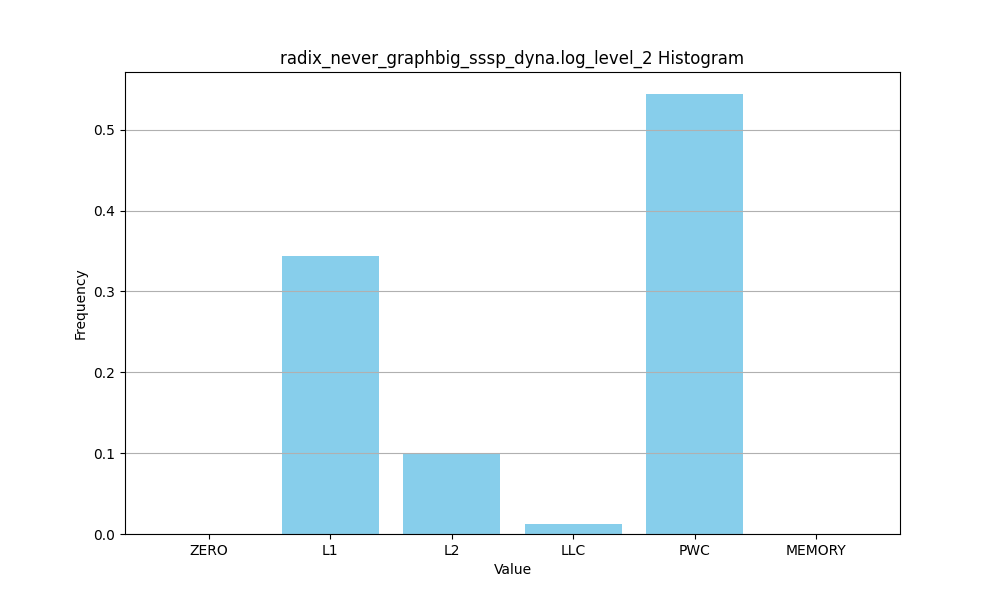 radix_never_graphbig_sssp_dyna.log_level_2 Histogram
Frequency
0.5
0.4
0.3
0.2
0.1
0.0
ZERO L1 L2 LLC PWC MEMORY
Value